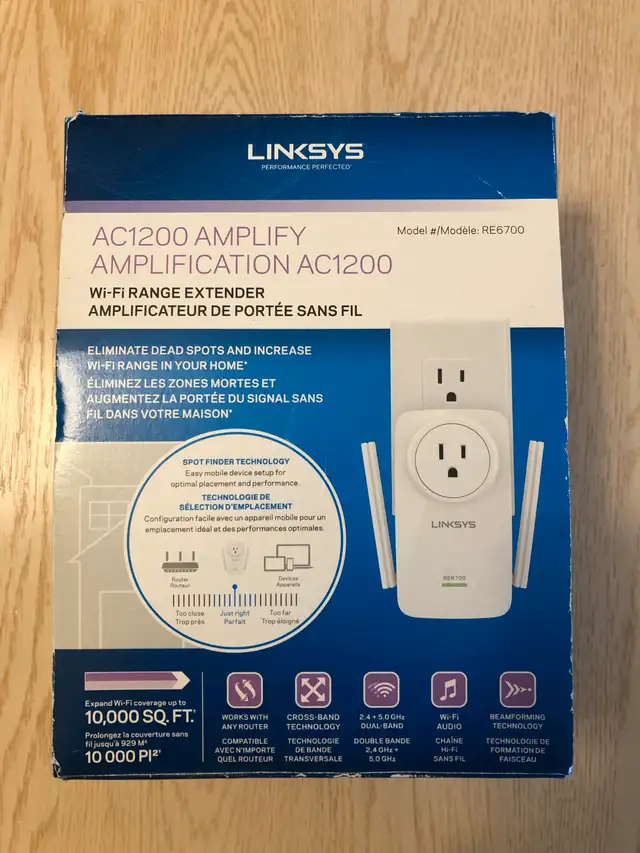 LINKSYS
PERFORMANCE PERFECTED™
AC1200 AMPLIFY
AMPLIFICATION AC1200
Model #/Modèle: RE6700
Wi-Fi RANGE EXTENDER
AMPLIFICATEUR DE PORTÉE SANS FIL
ELIMINATE DEAD SPOTS AND INCREASE
Wi-Fi RANGE IN YOUR HOME*
ÉLIMINEZ LES ZONES MORTES ET
AUGMENTEZ LA PORTÉE DU SIGNAL SANS
FIL DANS VOTRE MAISON*
SPOT FINDER TECHNOLOGY
Easy mobile device setup for
optimal placement and performance.
TECHNOLOGIE DE
SÉLECTION D'EMPLACEMENT
Configuration facile avec un appareil mobile pour un
emplacement idéal et des performances optimales.
Router
Routeur
Devices
Appareils
Too close
Trop près
Just right
Parfait
Too far
Trop éloigné
LINKSYS
RE6700
Expand Wi-Fi coverage up to
10,000 SQ. FT.†
Prolongez la couverture sans
fil jusqu'à 929 M²
10 000 PI²†
WORKS WITH
ANY ROUTER
COMPATIBLE
AVEC N'IMPORTE
QUEL ROUTEUR
CROSS-BAND
TECHNOLOGY
TECHNOLOGIE
DE BANDE
TRANSVERSALE
2.4 + 5.0 GHz
DUAL-BAND
DOUBLE BANDE
2,4 GHz +
5,0 GHz
Wi-Fi
AUDIO
CHAÎNE
HI-FI
SANS FIL
BEAMFORMING
TECHNOLOGY
TECHNOLOGIE DE
FORMATION DE
FAISCEAU